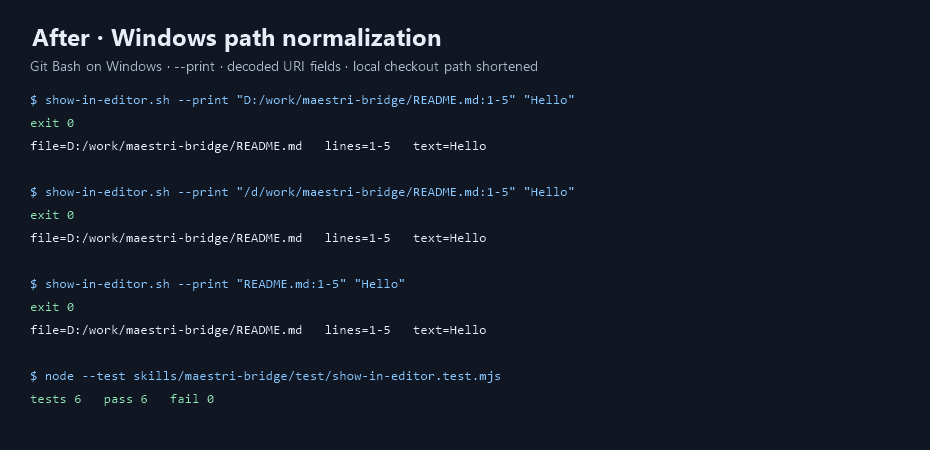 After · Windows path normalization
Git Bash on Windows · --print · decoded URI fields · local checkout path shortened
$ show-in-editor.sh --print "D:/work/maestri-bridge/README.md:1-5" "Hello"
exit 0
file=D:/work/maestri-bridge/README.md   lines=1-5   text=Hello
$ show-in-editor.sh --print "/d/work/maestri-bridge/README.md:1-5" "Hello"
exit 0
file=D:/work/maestri-bridge/README.md   lines=1-5   text=Hello
$ show-in-editor.sh --print "README.md:1-5" "Hello"
exit 0
file=D:/work/maestri-bridge/README.md   lines=1-5   text=Hello
$ node --test skills/maestri-bridge/test/show-in-editor.test.mjs
tests 6   pass 6   fail 0